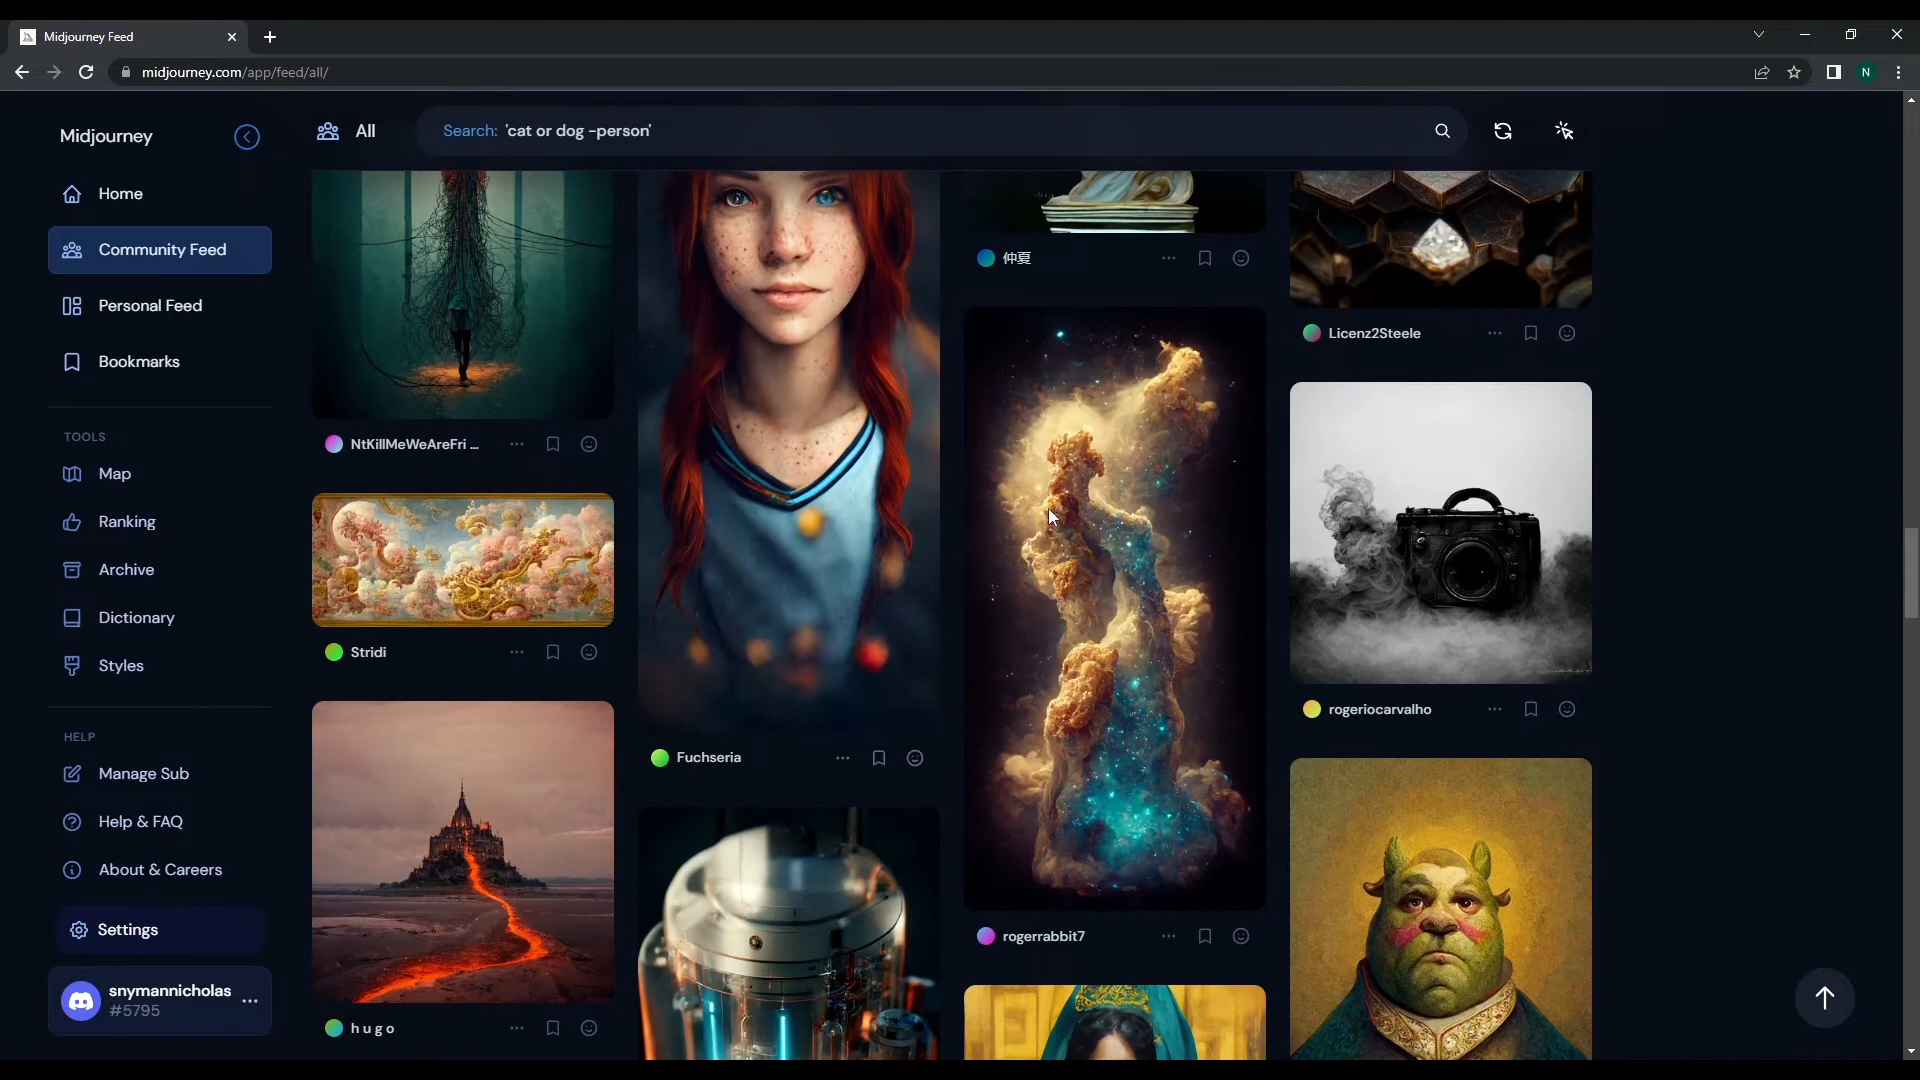 Midjourney Feed
midjourney.com/app/feed/all/
N
Midjourney
All
Search: 'cat or dog -person'
Home
Community Feed
Personal Feed
Bookmarks
TOOLS
Map
Ranking
Archive
Dictionary
Styles
HELP
Manage Sub
Help & FAQ
About & Careers
Settings
snymannicholas
#5795
NtKillMeWeAreFri ...
Stridi
h u g o
Fuchseria
仲夏
rogerrabbit7
Licenz2Steele
rogeriocarvalho